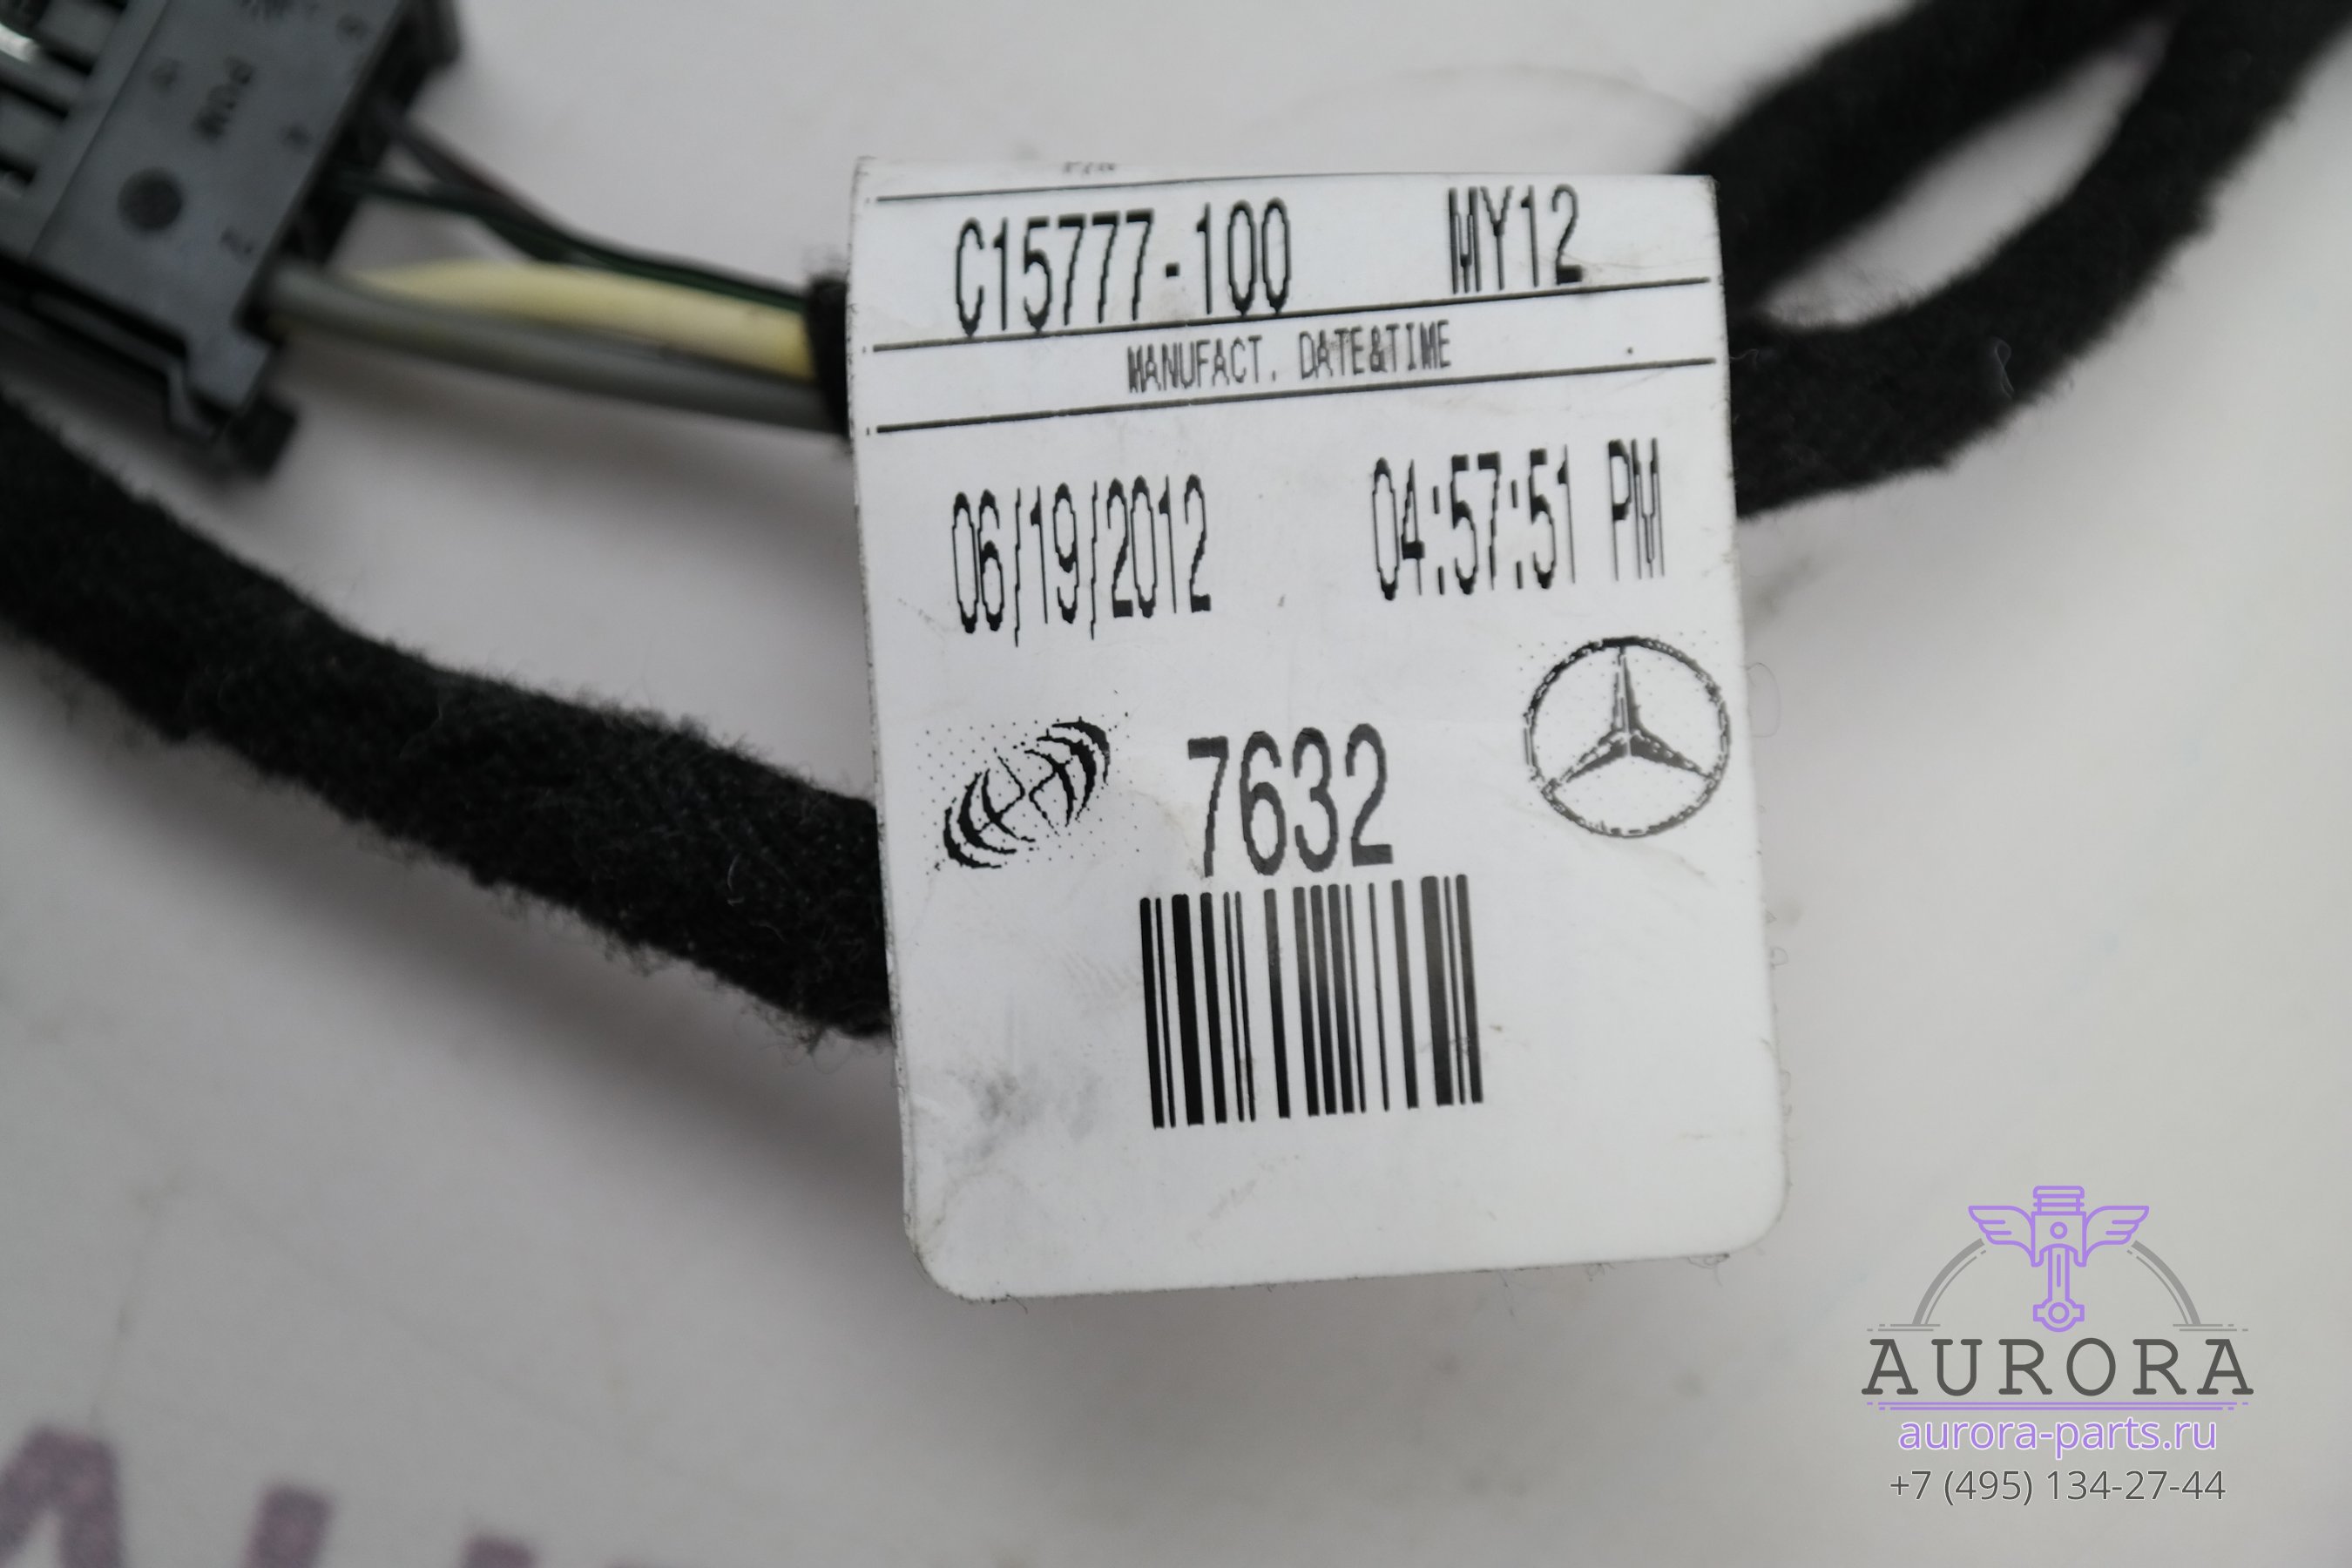 C15777-100 MY12
MANUFACT. DATE&TIME
06/19/2012 04:57:51 PM
7632
AURORA
aurora-parts.ru
+7 (495) 134-27-44